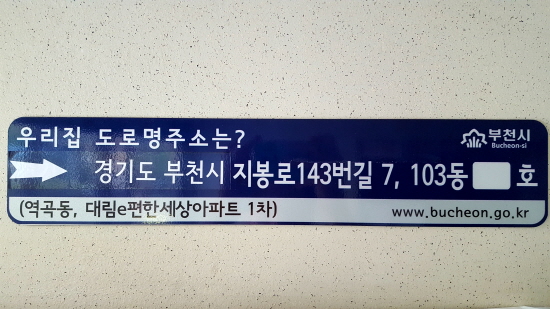 우리집 도로명주소는?
부천시
Bucheon-si
경기도 부천시 지봉로143번길 7, 103동 호
(역곡동, 대림e편한세상아파트 1차)
www.bucheon.go.kr